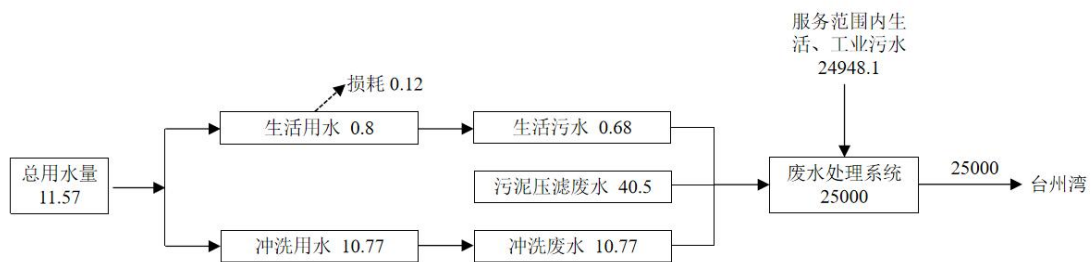 服务范围内生
活、工业污水
24948.1
损耗 0.12
生活用水 0.8
生活污水 0.68
总用水量
11.57
污泥压滤废水 40.5
废水处理系统
25000
25000
台州湾
冲洗用水 10.77
冲洗废水 10.77